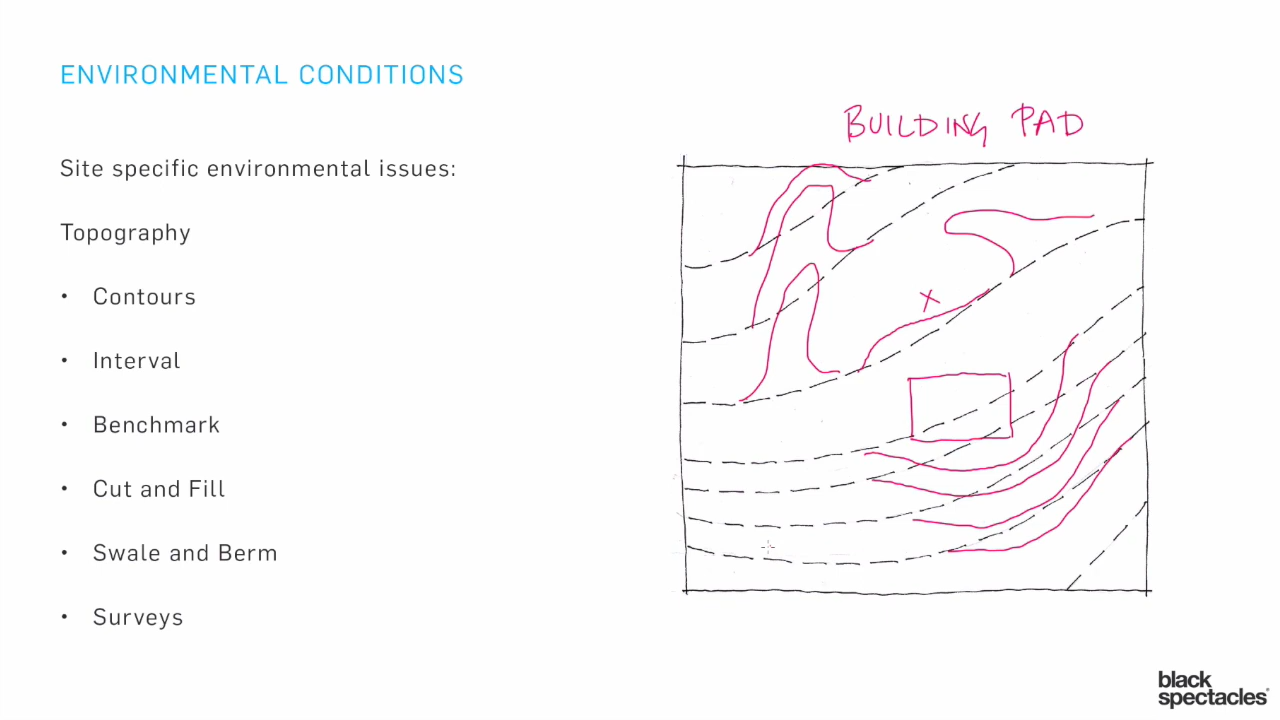 ENVIRONMENTAL CONDITIONS
Site specific environmental issues:
Topography
• Contours
• Interval
• Benchmark
• Cut and Fill
• Swale and Berm
• Surveys
BUILDING PAD
X
black
spectacles®